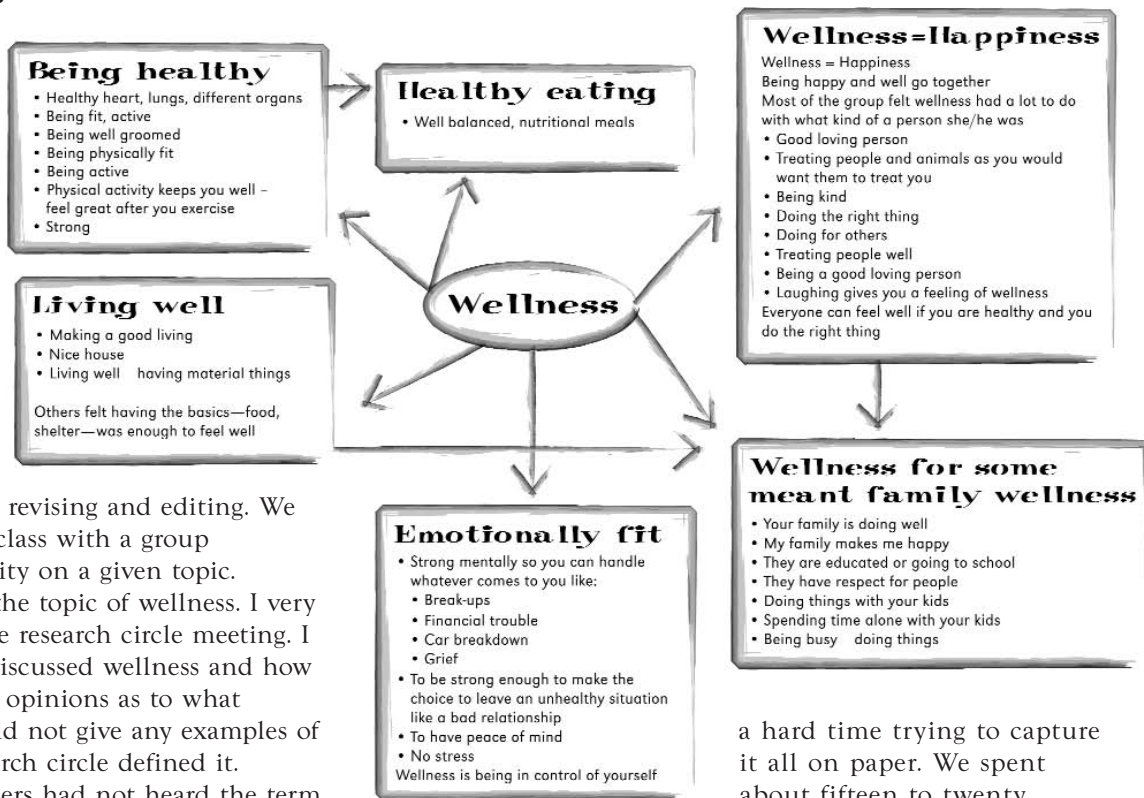 Being healthy
• Healthy heart, lungs, different organs
• Being fit, active
• Being well groomed
• Being physically fit
• Being active
• Physical activity keeps you well –
feel great after you exercise
• Strong
Healthy eating
• Well balanced, nutritional meals
Wellness=Happiness
Wellness = Happiness
Being happy and well go together
Most of the group felt wellness had a lot to do
with what kind of a person she/he was
• Good loving person
• Treating people and animals as you would
want them to treat you
• Being kind
• Doing the right thing
• Doing for others
• Treating people well
• Being a good loving person
• Laughing gives you a feeling of wellness
Everyone can feel well if you are healthy and you
do the right thing
Wellness
Living well
• Making a good living
• Nice house
• Living well having material things
Others felt having the basics—food,
shelter—was enough to feel well
Emotionally fit
• Strong mentally so you can handle
whatever comes to you like:
• Break-ups
• Financial trouble
• Car breakdown
• Grief
• To be strong enough to make the
choice to leave an unhealthy situation
like a bad relationship
• To have peace of mind
• No stress
Wellness is being in control of yourself
Wellness for some
meant family wellness
• Your family is doing well
• My family makes me happy
• They are educated or going to school
• They have respect for people
• Doing things with your kids
• Spending time alone with your kids
• Being busy doing things
revising and editing. We
class with a group
ity on a given topic.
the topic of wellness. I very
e research circle meeting. I
iscussed wellness and how
opinions as to what
d not give any examples of
rch circle defined it.
ers had not heard the term
a hard time trying to capture
it all on paper. We spent
about fifteen to twenty